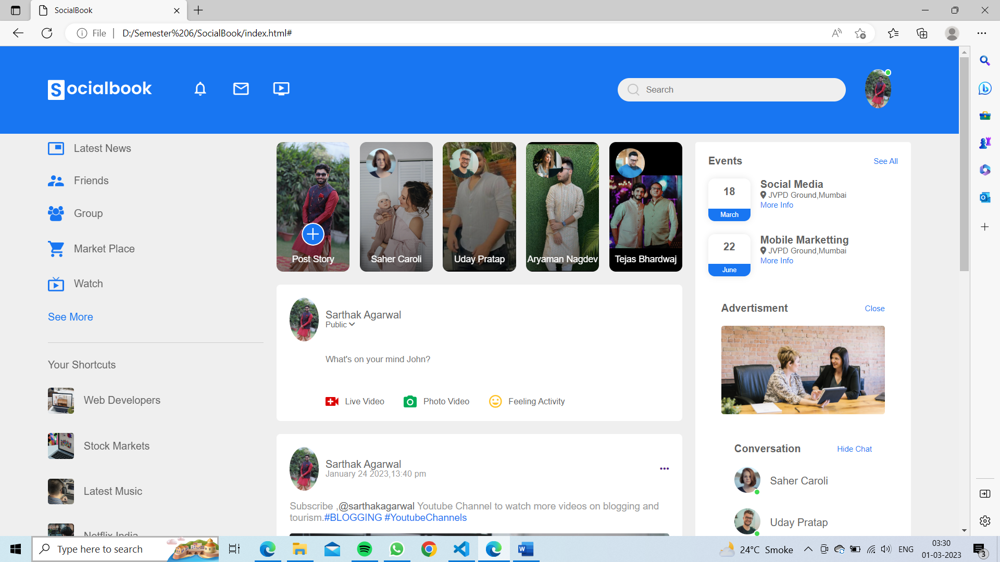 SocialBook
File
D:/Semester%206/SocialBook/index.html#
Socialbook
Search
Latest News
Friends
Group
Market Place
Watch
See More
Your Shortcuts
Web Developers
Stock Markets
Latest Music
Netflix India
Post Story
Saher Caroli
Uday Pratap
Aryaman Nagdev
Tejas Bhardwaj
Sarthak Agarwal
Public
What's on your mind John?
Live Video
Photo Video
Feeling Activity
Sarthak Agarwal
January 24 2023,13:40 pm
Subscribe ,@sarthakagarwal Youtube Channel to watch more videos on blogging and
tourism.#BLOGGING #YoutubeChannels
Events
See All
18
March
Social Media
JVPD Ground,Mumbai
More Info
22
June
Mobile Marketting
JVPD Ground,Mumbai
More Info
Advertisment
Close
Conversation
Hide Chat
Saher Caroli
Uday Pratap
Type here to search
24°C Smoke
ENG
03:30
01-03-2023
3